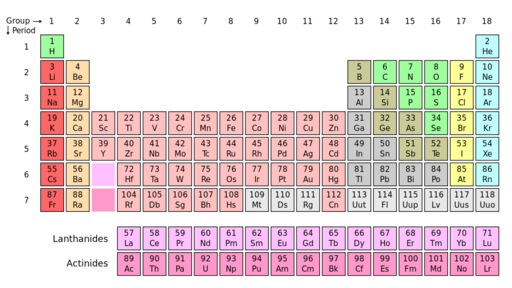 Group → 1 2 3 4 5 6 7 8 9 10 11 12 13 14 15 16 17 18
↓ Period
1 2
1 H He
3 4 5 6 7 8 9 10
2 Li Be B C N O F Ne
11 12 13 14 15 16 17 18
3 Na Mg Al Si P S Cl Ar
19 20 21 22 23 24 25 26 27 28 29 30 31 32 33 34 35 36
4 K Ca Sc Ti V Cr Mn Fe Co Ni Cu Zn Ga Ge As Se Br Kr
37 38 39 40 41 42 43 44 45 46 47 48 49 50 51 52 53 54
5 Rb Sr Y Zr Nb Mo Tc Ru Rh Pd Ag Cd In Sn Sb Te I Xe
55 56 72 73 74 75 76 77 78 79 80 81 82 83 84 85 86
6 Cs Ba Hf Ta W Re Os Ir Pt Au Hg Tl Pb Bi Po At Rn
87 88 104 105 106 107 108 109 110 111 112 113 114 115 116 117 118
7 Fr Ra Rf Db Sg Bh Hs Mt Ds Rg Cn Uut Fl Uup Lv Uus Uuo
57 58 59 60 61 62 63 64 65 66 67 68 69 70 71
Lanthanides La Ce Pr Nd Pm Sm Eu Gd Tb Dy Ho Er Tm Yb Lu
89 90 91 92 93 94 95 96 97 98 99 100 101 102 103
Actinides Ac Th Pa U Np Pu Am Cm Bk Cf Es Fm Md No Lr